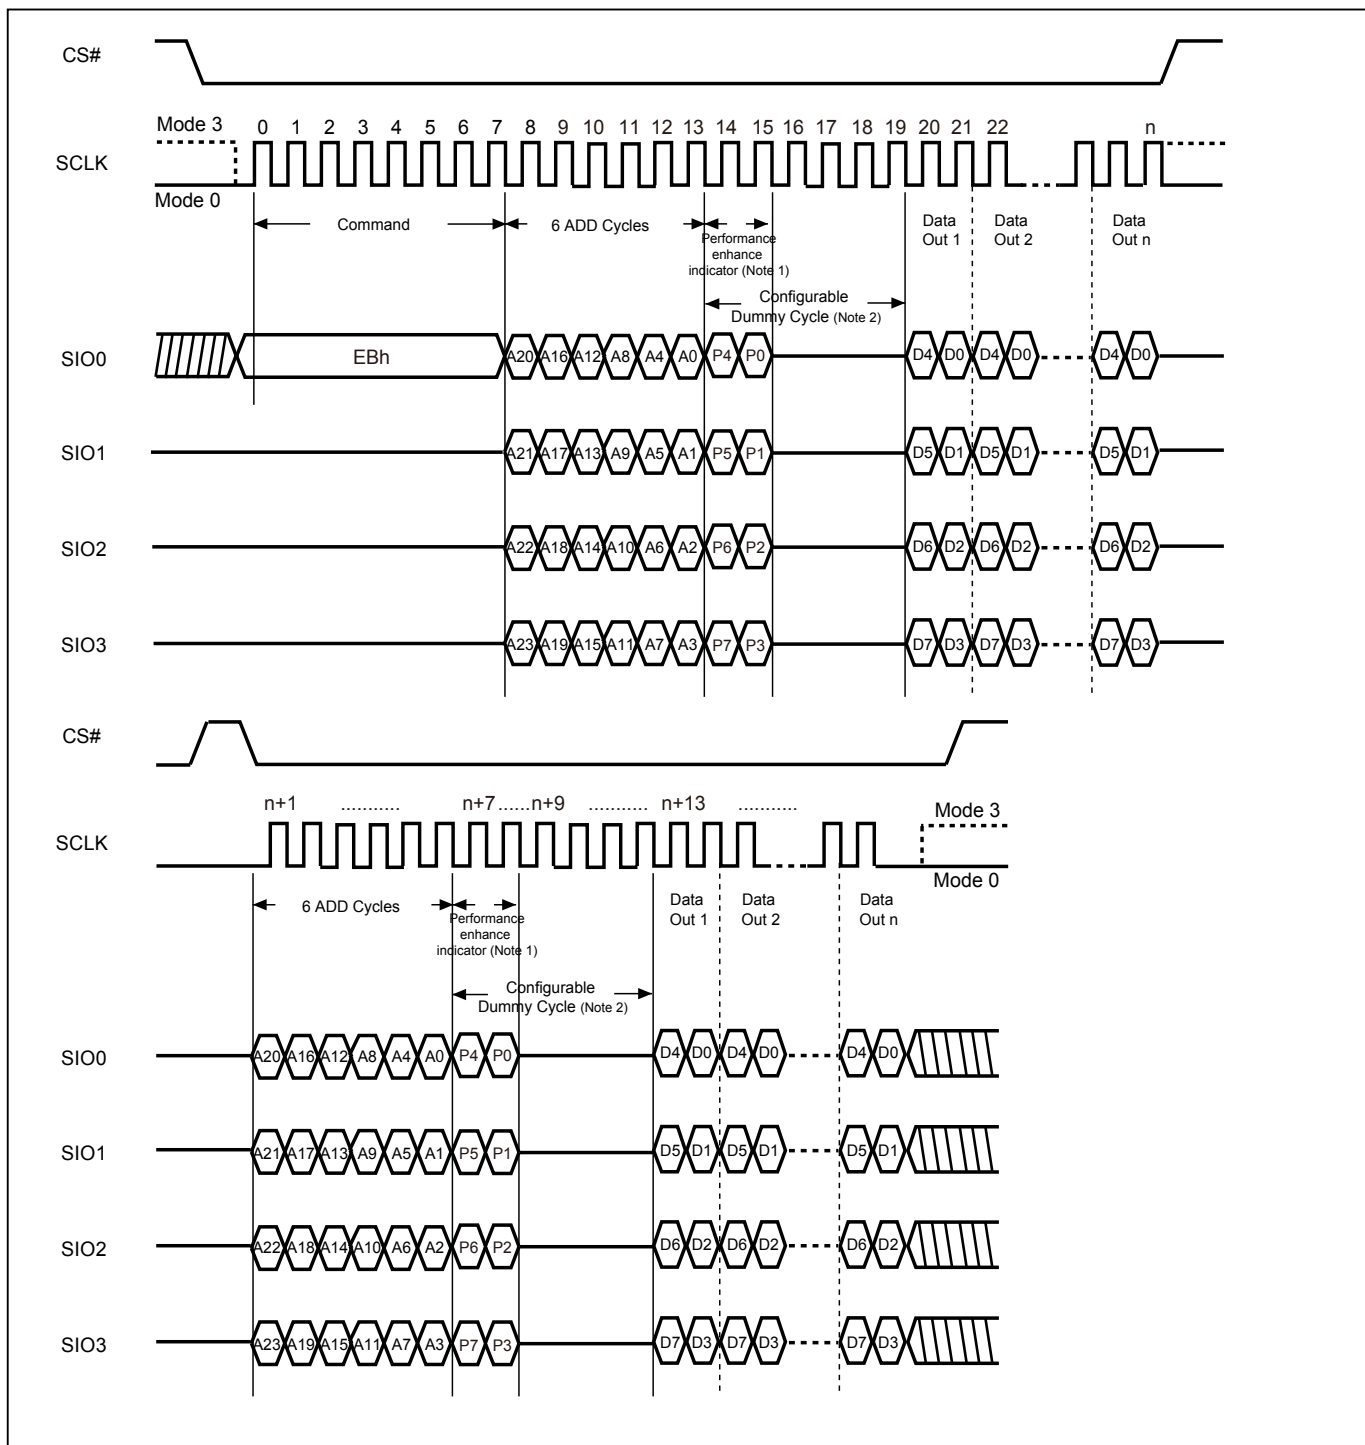 CS#
Mode 3
0 1 2 3 4 5 6 7 8 9 10 11 12 13 14 15 16 17 18 19 20 21 22 n
SCLK
Mode 0
Command
6 ADD Cycles
Performance
enhance
indicator (Note 1)
Data
Out 1
Data
Out 2
Data
Out n
Configurable
Dummy Cycle (Note 2)
SIO0 EBh A20 A16 A12 A8 A4 A0 P4 P0 D4 D0 D4 D0 D4 D0
SIO1 A21 A17 A13 A9 A5 A1 P5 P1 D5 D1 D5 D1 D5 D1
SIO2 A22 A18 A14 A10 A6 A2 P6 P2 D6 D2 D6 D2 D6 D2
SIO3 A23 A19 A15 A11 A7 A3 P7 P3 D7 D3 D7 D3 D7 D3
CS#
n+1 ........... n+7 ......n+9 ........... n+13 ...........
Mode 3
SCLK
Mode 0
6 ADD Cycles
Performance
enhance
indicator (Note 1)
Data
Out 1
Data
Out 2
Data
Out n
Configurable
Dummy Cycle (Note 2)
SIO0 A20 A16 A12 A8 A4 A0 P4 P0 D4 D0 D4 D0 D4 D0
SIO1 A21 A17 A13 A9 A5 A1 P5 P1 D5 D1 D5 D1 D5 D1
SIO2 A22 A18 A14 A10 A6 A2 P6 P2 D6 D2 D6 D2 D6 D2
SIO3 A23 A19 A15 A11 A7 A3 P7 P3 D7 D3 D7 D3 D7 D3